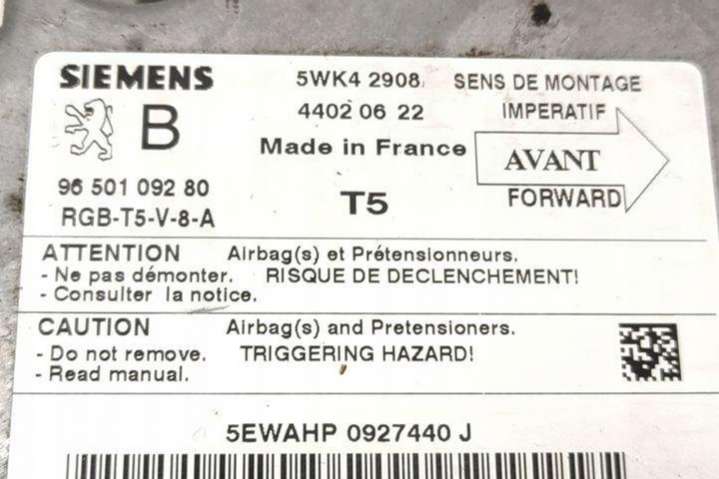 SIEMENS
5WK4 2908
SENS DE MONTAGE
B
4402 06 22
IMPERATIF
Made in France
AVANT
96 501 092 80
T5
FORWARD
RGB-T5-V-8-A
ATTENTION Airbag(s) et Prétensionneurs.
- Ne pas démonter. RISQUE DE DECLENCHEMENT!
- Consulter la notice.
CAUTION Airbag(s) and Pretensioners.
- Do not remove. TRIGGERING HAZARD!
- Read manual.
5EWAHP 0927440 J